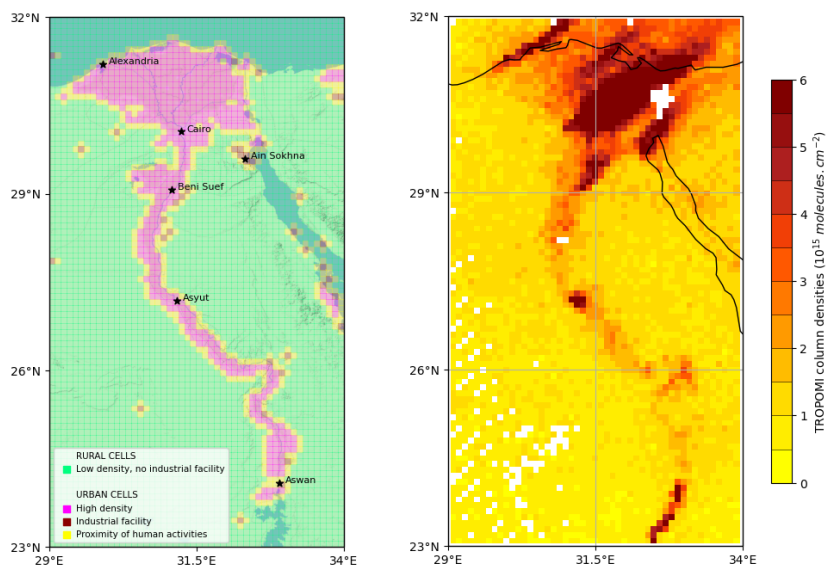 32°N
29°N
26°N
23°N
29°E
31.5°E
34°E
Alexandria
Cairo
Ain Sokhna
Beni Suef
Asyut
Aswan
RURAL CELLS
Low density, no industrial facility
URBAN CELLS
High density
Industrial facility
Proximity of human activities
32°N
29°N
26°N
23°N
29°E
31.5°E
34°E
6
5
4
3
2
1
0
TROPOMI column densities (10¹⁵ molecules.cm⁻²)